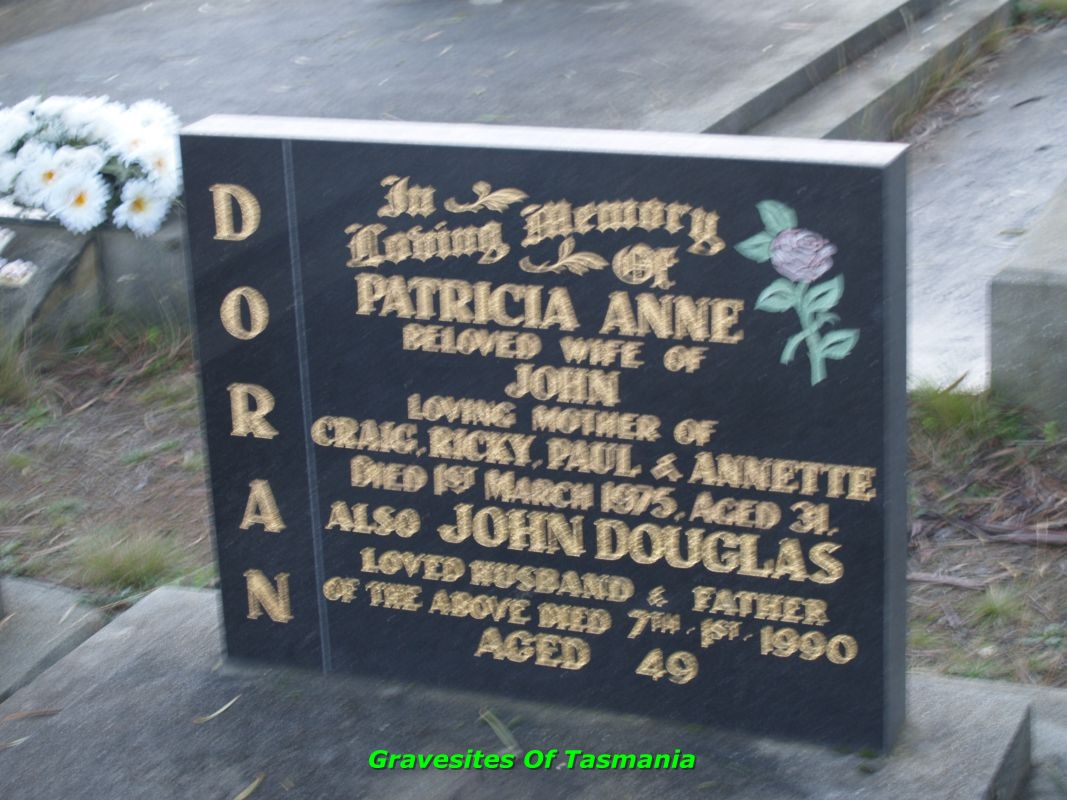 DORAN
In Memory
Loving Of
PATRICIA ANNE
BELOVED WIFE OF
JOHN
LOVING MOTHER OF
CRAIG, RICKY, PAUL & ANNETTE
DIED 1ST MARCH 1975, AGED 31.
ALSO JOHN DOUGLAS
LOVED HUSBAND & FATHER
OF THE ABOVE DIED 7TH. 1ST. 1990
AGED 49
Gravesites Of Tasmania